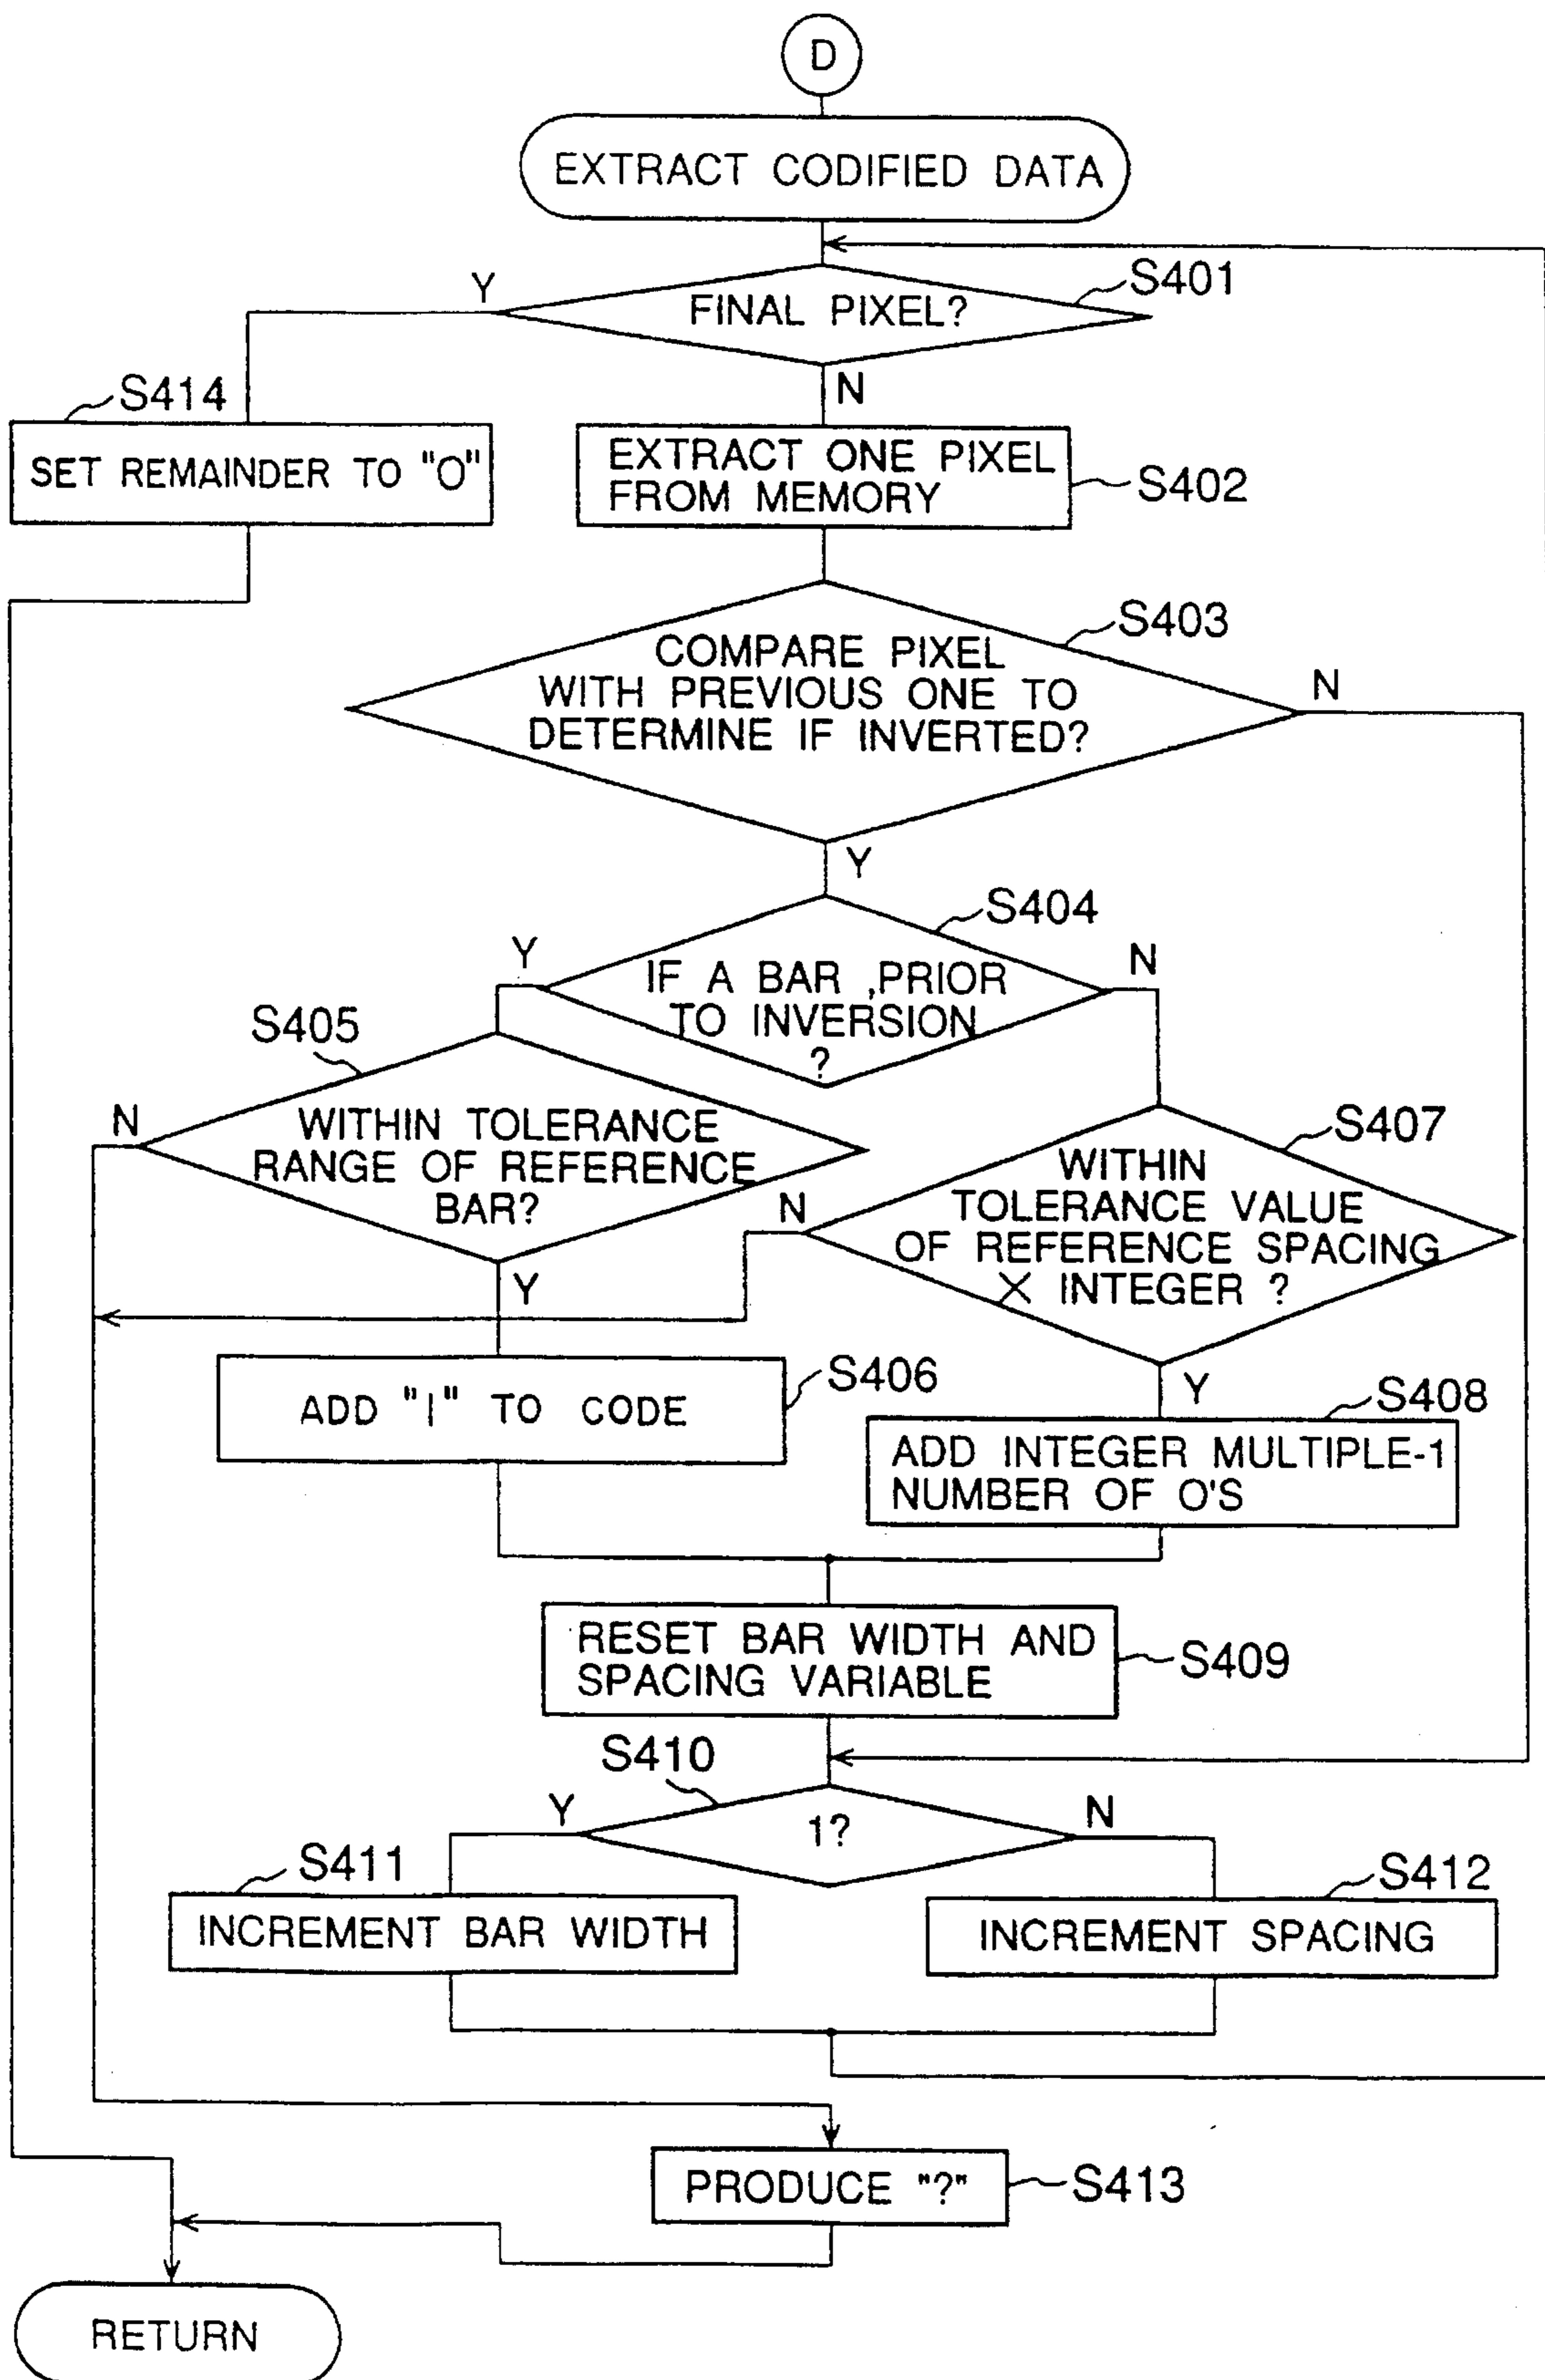 D
EXTRACT CODIFIED DATA
S401
Y
FINAL PIXEL?
N
S414
SET REMAINDER TO "O"
EXTRACT ONE PIXEL
FROM MEMORY
S402
S403
COMPARE PIXEL
WITH PREVIOUS ONE TO
DETERMINE IF INVERTED?
N
Y
S404
Y
N
IF A BAR ,PRIOR
TO INVERSION
?
S405
N
WITHIN TOLERANCE
RANGE OF REFERENCE
BAR?
Y
S407
N
WITHIN
TOLERANCE VALUE
OF REFERENCE SPACING
X INTEGER ?
Y
S406
ADD "1" TO CODE
S408
ADD INTEGER MULTIPLE-1
NUMBER OF O'S
RESET BAR WIDTH AND
SPACING VARIABLE
S409
S410
Y
1?
N
S411
INCREMENT BAR WIDTH
S412
INCREMENT SPACING
PRODUCE "?"
S413
RETURN